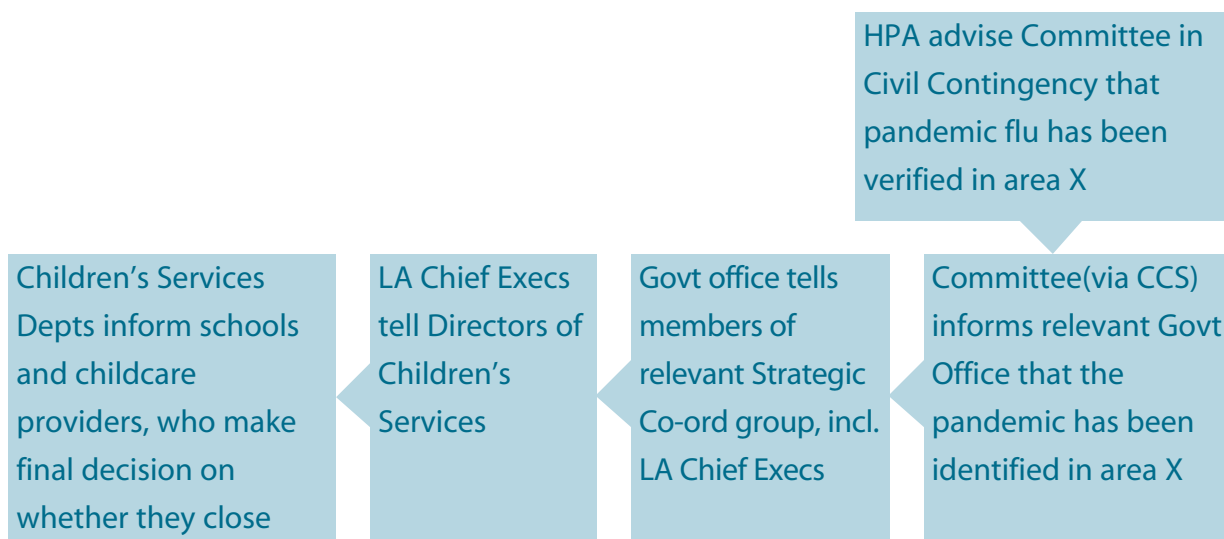 HPA advise Committee in
Civil Contingency that
pandemic flu has been
verified in area X
Children's Services
Depts inform schools
and childcare
providers, who make
final decision on
whether they close
LA Chief Execs
tell Directors of
Children's
Services
Govt office tells
members of
relevant Strategic
Co-ord group, incl.
LA Chief Execs
Committee(via CCS)
informs relevant Govt
Office that the
pandemic has been
identified in area X